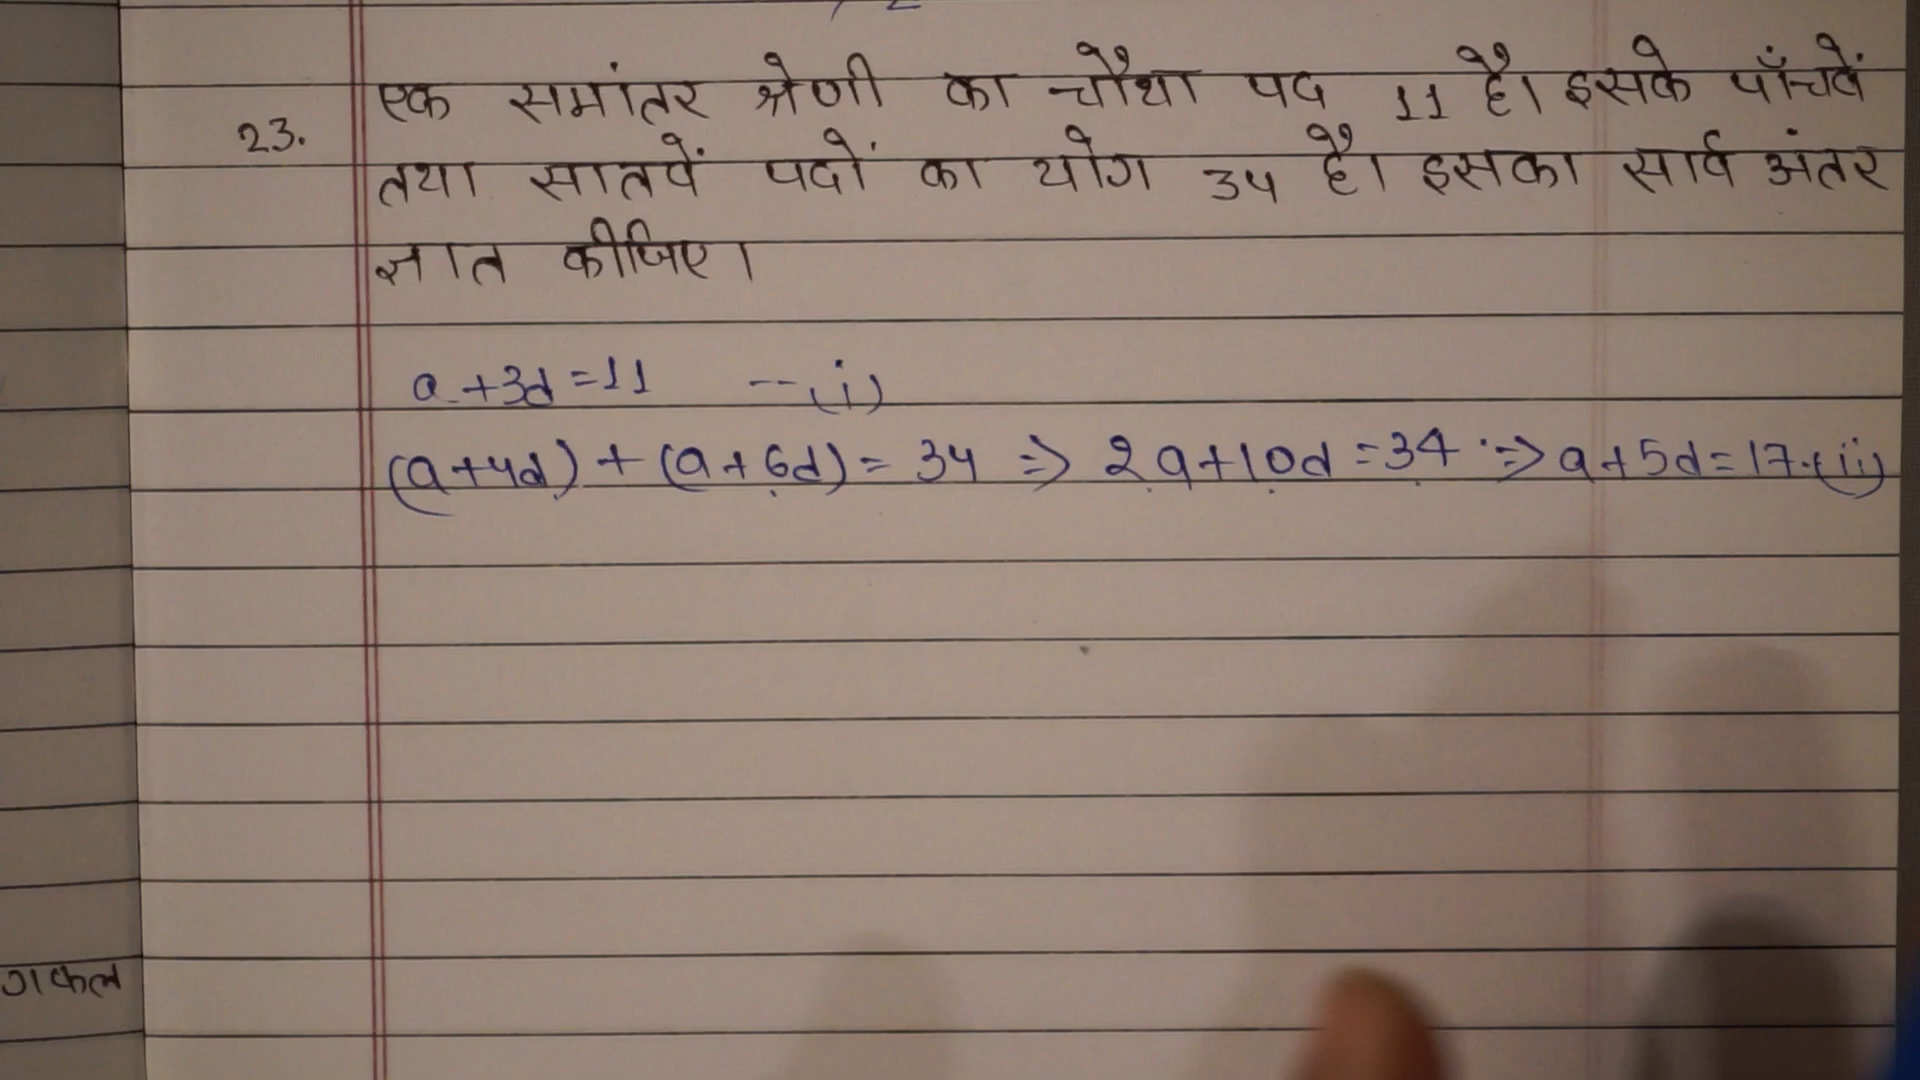 23. एक समांतर श्रेणी का चौथा पद 11 है। इसके पाँचवें
तथा सातवें पदों का योग 34 है। इसका सार्व अंतर
ज्ञात कीजिए।
a+3d=11 --(i)
(a+4d)+(a+6d)=34 => 2a+10d=34 => a+5d=17.(ii)